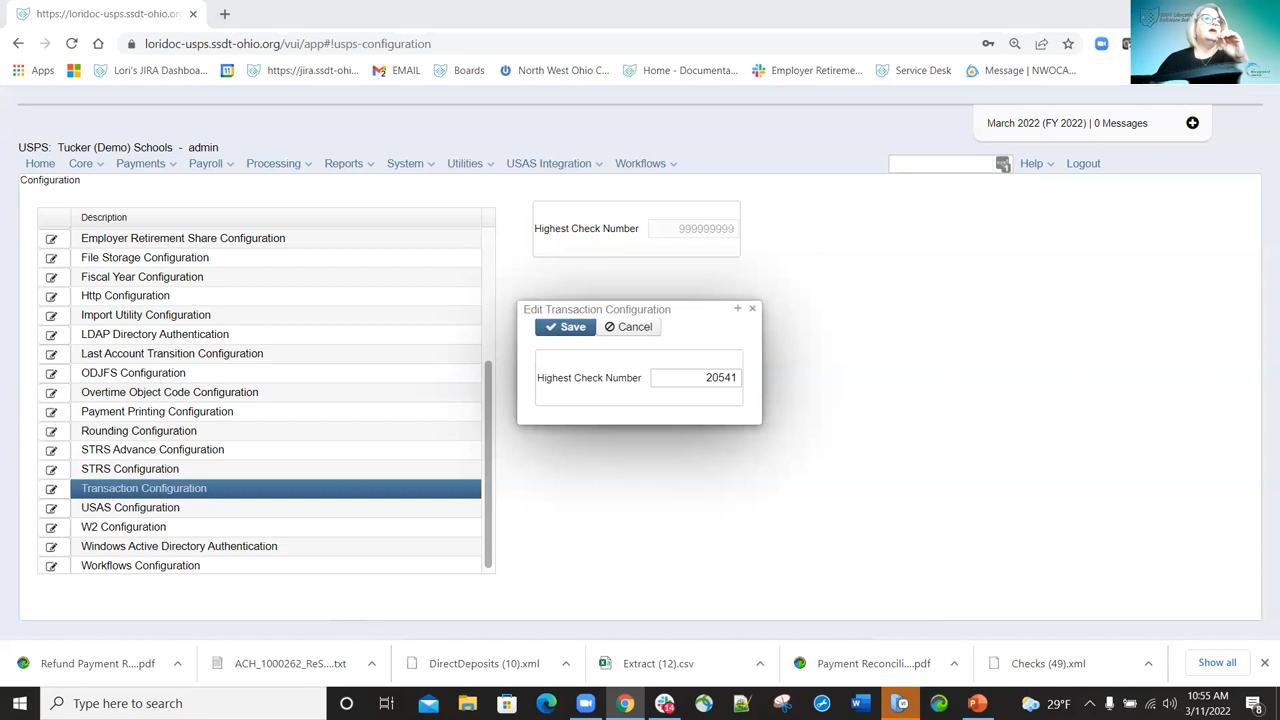 https://loridoc-usps.ssdt-ohio.org/
loridoc-usps.ssdt-ohio.org/vui/app#!usps-configuration
Apps Lori's JIRA Dashboa... https://jira.ssdt-ohi... EMAIL Boards North West Ohio C... Home - Documenta... Employer Retireme... Service Desk Message | NWOCA...
March 2022 (FY 2022) | 0 Messages
USPS: Tucker (Demo) Schools - admin
Home Core Payments Payroll Processing Reports System Utilities USAS Integration Workflows Help Logout
Configuration
Description
Employer Retirement Share Configuration
File Storage Configuration
Fiscal Year Configuration
Http Configuration
Import Utility Configuration
LDAP Directory Authentication
Last Account Transition Configuration
ODJFS Configuration
Overtime Object Code Configuration
Payment Printing Configuration
Rounding Configuration
STRS Advance Configuration
STRS Configuration
Transaction Configuration
USAS Configuration
W2 Configuration
Windows Active Directory Authentication
Workflows Configuration
Highest Check Number 999999999
Edit Transaction Configuration
Save Cancel
Highest Check Number 20541
Refund Payment R....pdf ACH_1000262_ReS....txt DirectDeposits (10).xml Extract (12).csv Payment Reconcili....pdf Checks (49).xml Show all
Type here to search 14 29°F 10:55 AM
3/11/2022 8